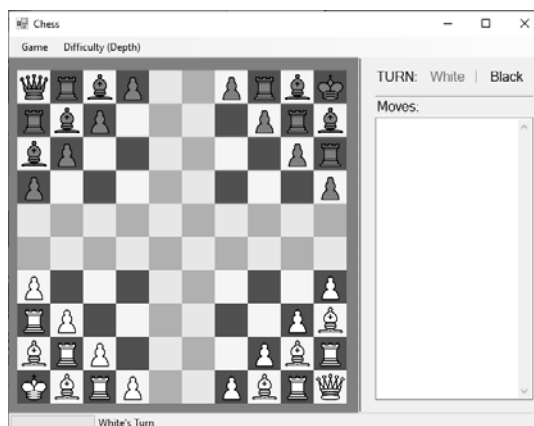 Chess
Game Difficulty (Depth)
TURN: White | Black
Moves:
White's Turn